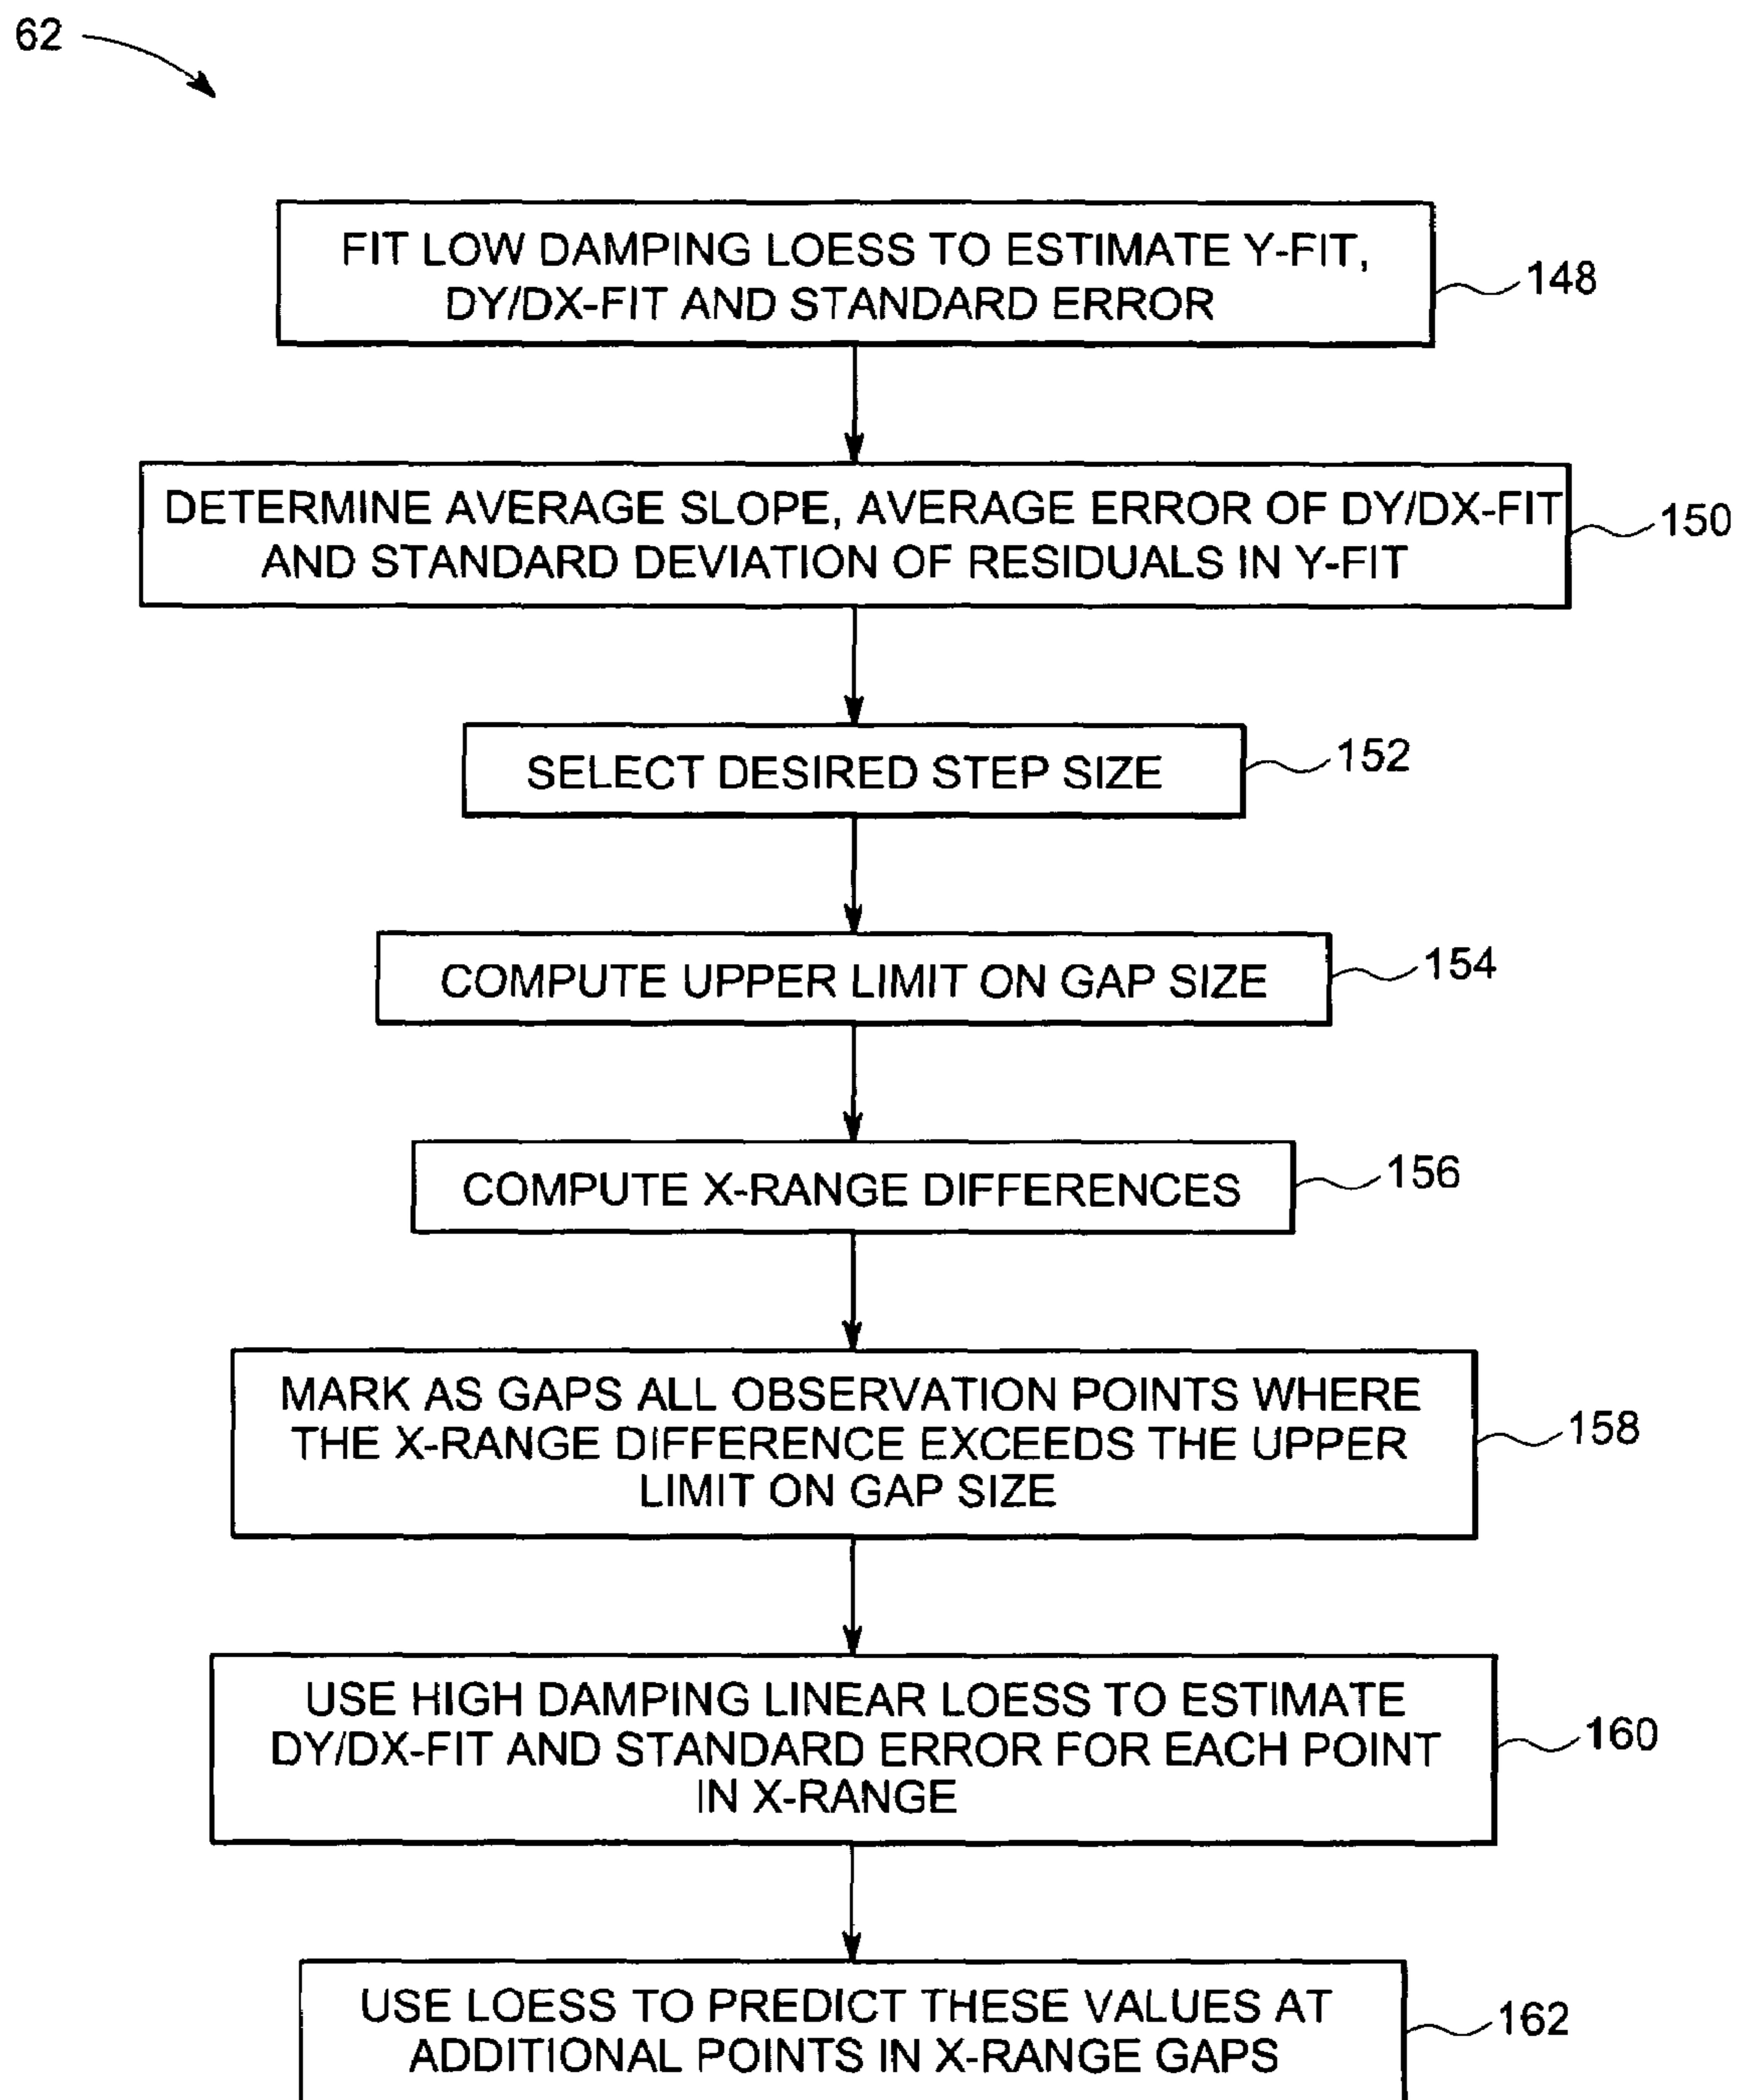 62
FIT LOW DAMPING LOESS TO ESTIMATE Y-FIT,
DY/DX-FIT AND STANDARD ERROR
148
DETERMINE AVERAGE SLOPE, AVERAGE ERROR OF DY/DX-FIT
AND STANDARD DEVIATION OF RESIDUALS IN Y-FIT
150
SELECT DESIRED STEP SIZE
152
COMPUTE UPPER LIMIT ON GAP SIZE
154
COMPUTE X-RANGE DIFFERENCES
156
MARK AS GAPS ALL OBSERVATION POINTS WHERE
THE X-RANGE DIFFERENCE EXCEEDS THE UPPER
LIMIT ON GAP SIZE
158
USE HIGH DAMPING LINEAR LOESS TO ESTIMATE
DY/DX-FIT AND STANDARD ERROR FOR EACH POINT
IN X-RANGE
160
USE LOESS TO PREDICT THESE VALUES AT
ADDITIONAL POINTS IN X-RANGE GAPS
162